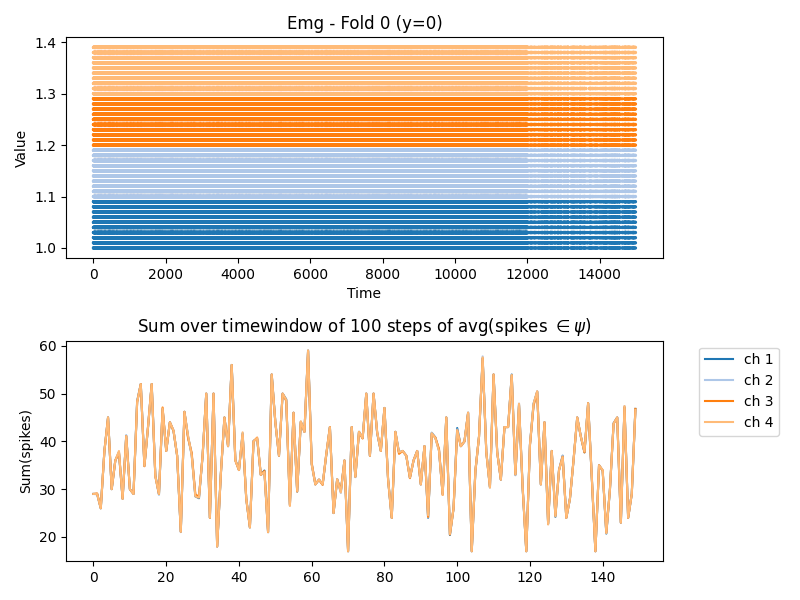 Emg - Fold 0 (y=0)
1.4
1.3
1.2
1.1
1.0
Value
0 2000 4000 6000 8000 10000 12000 14000
Time
Sum over timewindow of 100 steps of avg(spikes ∈ ψ)
60
50
40
30
20
Sum(spikes)
0 20 40 60 80 100 120 140
ch 1
ch 2
ch 3
ch 4